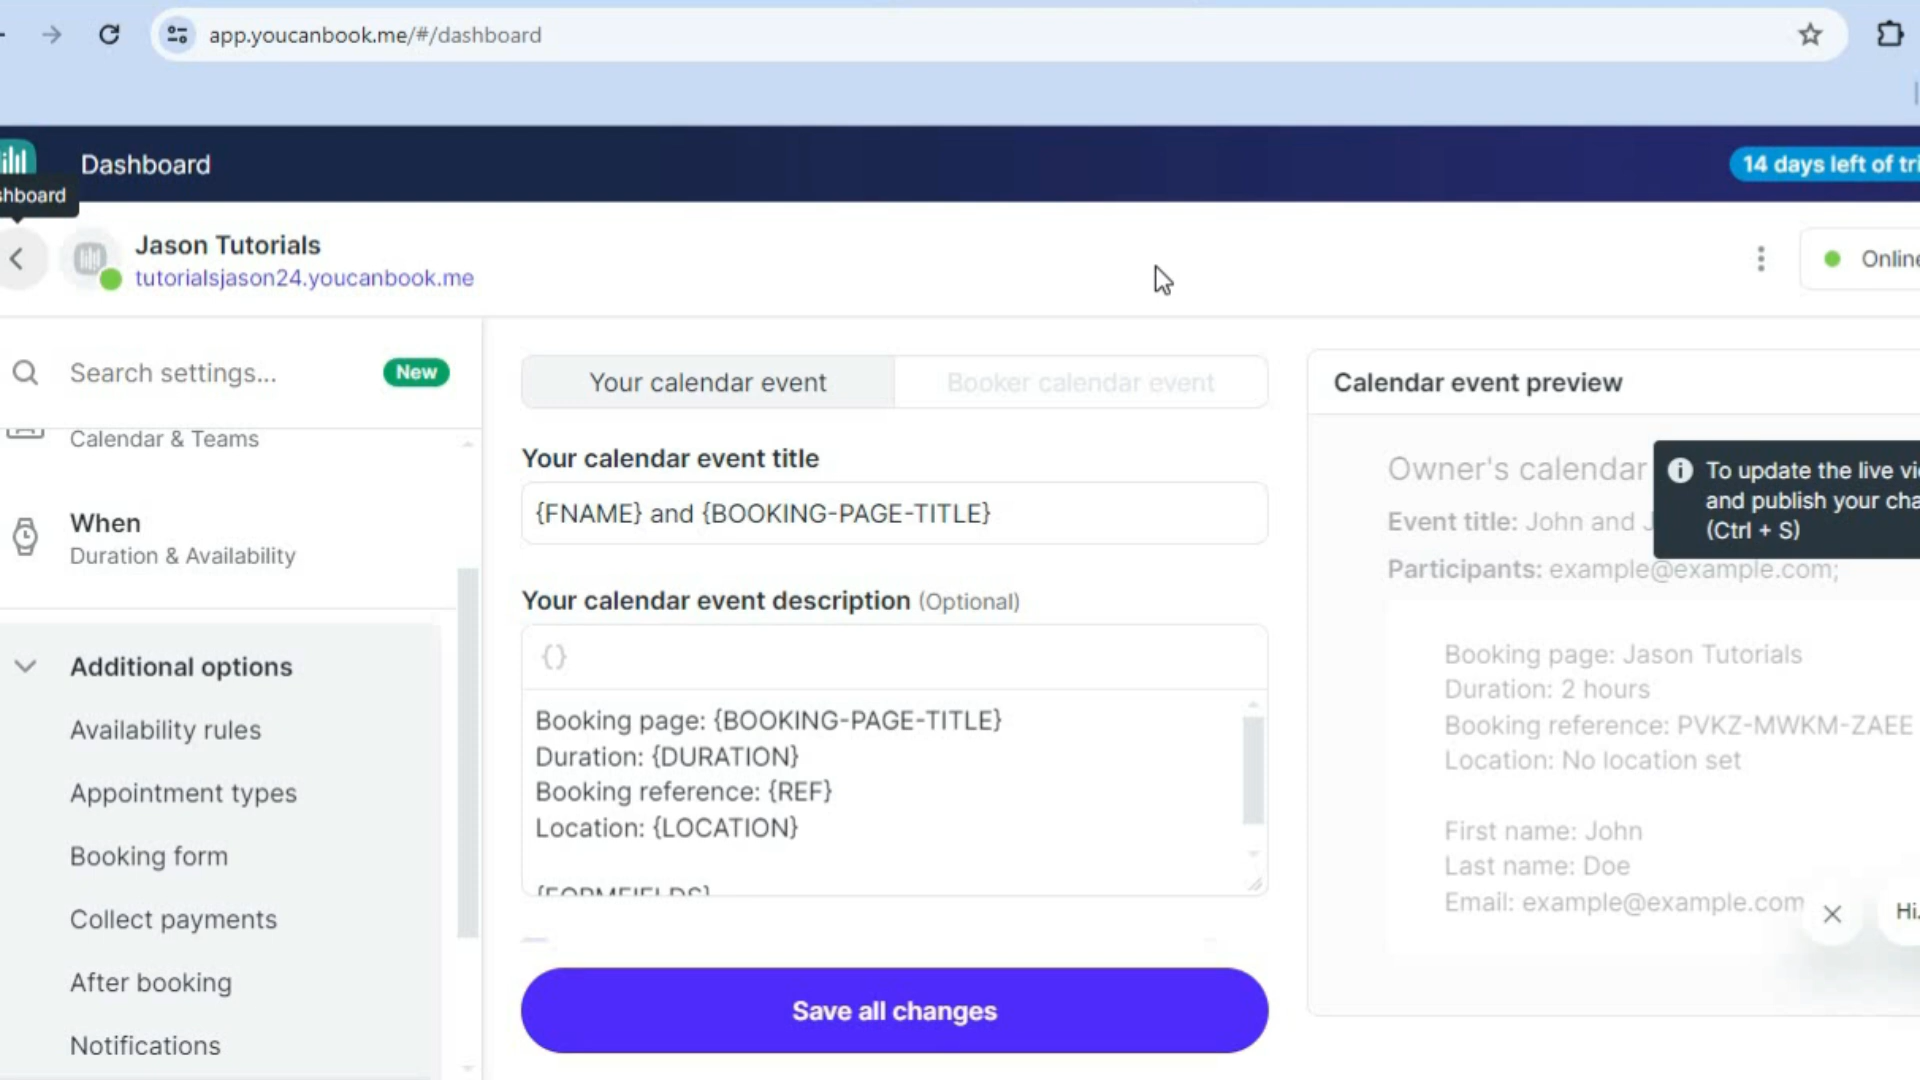 app.youcanbook.me/#/dashboard
Dashboard
14 days left of tri
shboard
Jason Tutorials
tutorialsjason24.youcanbook.me
Online
Search settings...
New
Calendar & Teams
When
Duration & Availability
Additional options
Availability rules
Appointment types
Booking form
Collect payments
After booking
Notifications
Your calendar event
Booker calendar event
Your calendar event title
{FNAME} and {BOOKING-PAGE-TITLE}
Your calendar event description (Optional)
{}
Booking page: {BOOKING-PAGE-TITLE}
Duration: {DURATION}
Booking reference: {REF}
Location: {LOCATION}
{FORMFIELDS}
Save all changes
Calendar event preview
Owner's calendar
Event title: John and J
Participants: example@example.com;
To update the live vi
and publish your cha
(Ctrl + S)
Booking page: Jason Tutorials
Duration: 2 hours
Booking reference: PVKZ-MWKM-ZAEE
Location: No location set
First name: John
Last name: Doe
Email: example@example.com
Hi.